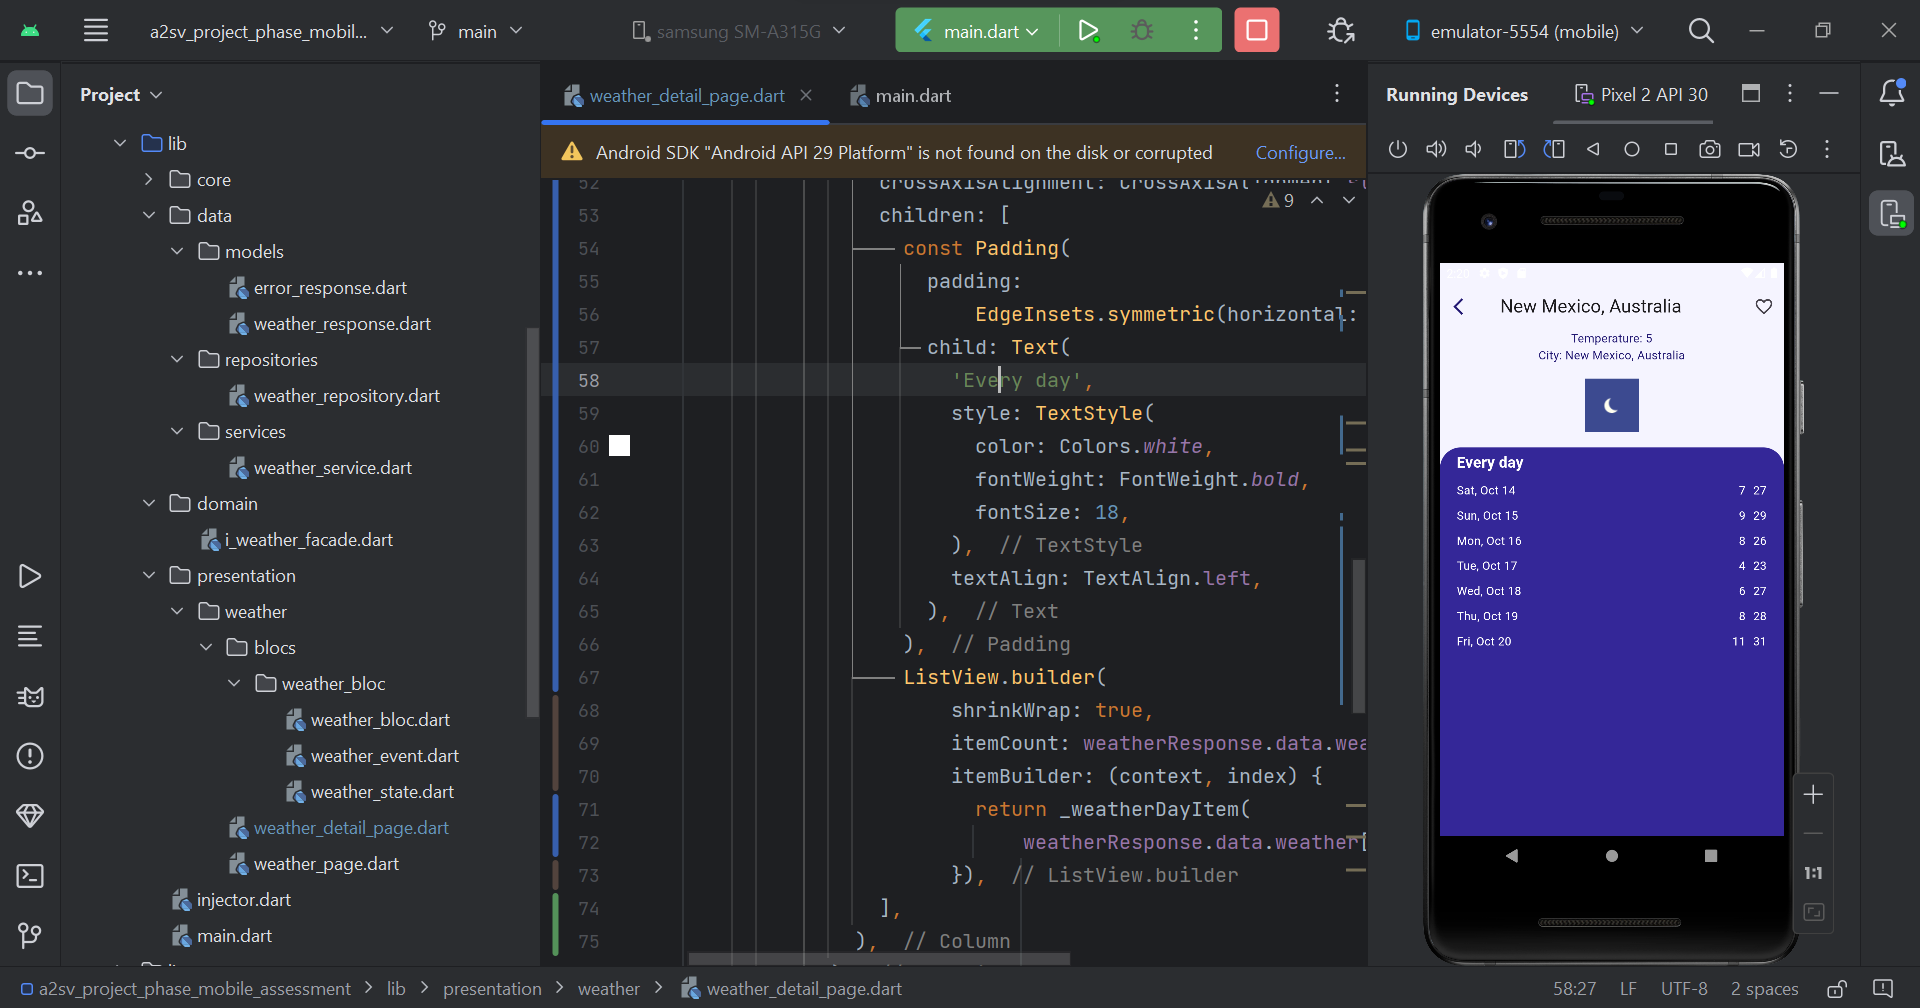 a2sv_project_phase_mobil...
main
samsung SM-A315G
main.dart
emulator-5554 (mobile)
Project
weather_detail_page.dart
main.dart
Running Devices
Pixel 2 API 30
Android SDK "Android API 29 Platform" is not found on the disk or corrupted
Configure...
lib
core
data
models
error_response.dart
weather_response.dart
repositories
weather_repository.dart
services
weather_service.dart
domain
i_weather_facade.dart
presentation
weather
blocs
weather_bloc
weather_bloc.dart
weather_event.dart
weather_state.dart
weather_detail_page.dart
weather_page.dart
injector.dart
main.dart
9
52 crossAxisAlignment: CrossAxisAl
53 children: [
54 const Padding(
55 padding:
56 EdgeInsets.symmetric(horizontal:
57 child: Text(
58 'Every day',
59 style: TextStyle(
60 color: Colors.white,
61 fontWeight: FontWeight.bold,
62 fontSize: 18,
63 ), // TextStyle
64 textAlign: TextAlign.left,
65 ), // Text
66 ), // Padding
67 ListView.builder(
68 shrinkWrap: true,
69 itemCount: weatherResponse.data.wea
70 itemBuilder: (context, index) {
71 return _weatherDayItem(
72 weatherResponse.data.weather[
73 }), // ListView.builder
74 ],
75 ), // Column
New Mexico, Australia
Temperature: 5
City: New Mexico, Australia
Every day
Sat, Oct 14 7 27
Sun, Oct 15 9 29
Mon, Oct 16 8 26
Tue, Oct 17 4 23
Wed, Oct 18 6 27
Thu, Oct 19 8 28
Fri, Oct 20 11 31
1:1
a2sv_project_phase_mobile_assessment > lib > presentation > weather > weather_detail_page.dart
58:27 LF UTF-8 2 spaces